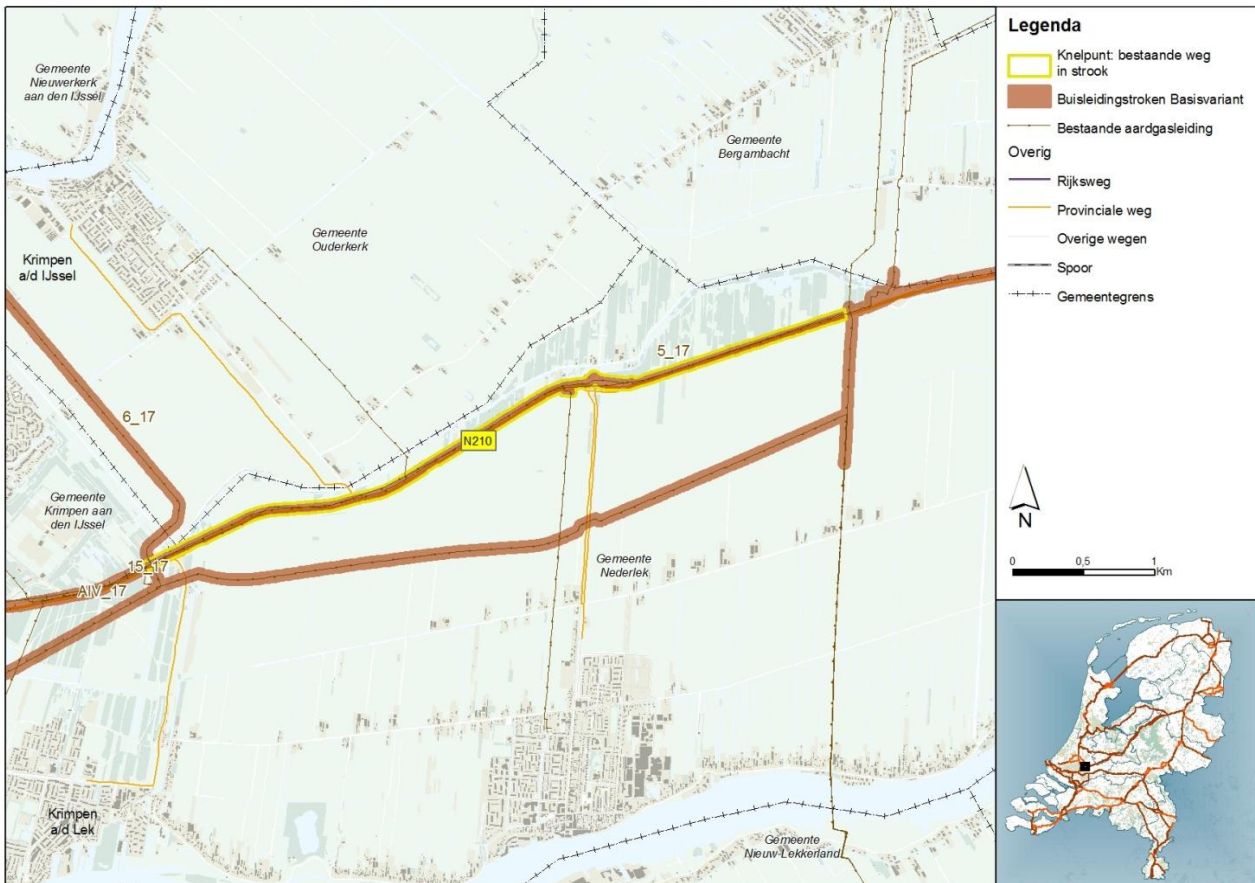 Gemeente
Nieuwerkerk
aan den IJssel
Gemeente
Bergambacht
Gemeente
Ouderkerk
Krimpen
a/d IJssel
5_17
6_17
N210
Gemeente
Krimpen aan
den IJssel
15_17
AIV_17
Gemeente
Nederlek
Krimpen
a/d Lek
Gemeente
Nieuw-Lekkerland
Legenda
Knelpunt: bestaande weg
in strook
Buisleidingstroken Basisvariant
Bestaande aardgasleiding
Overig
Rijksweg
Provinciale weg
Overige wegen
Spoor
Gemeentegrens
N
0 0,5 1
Km